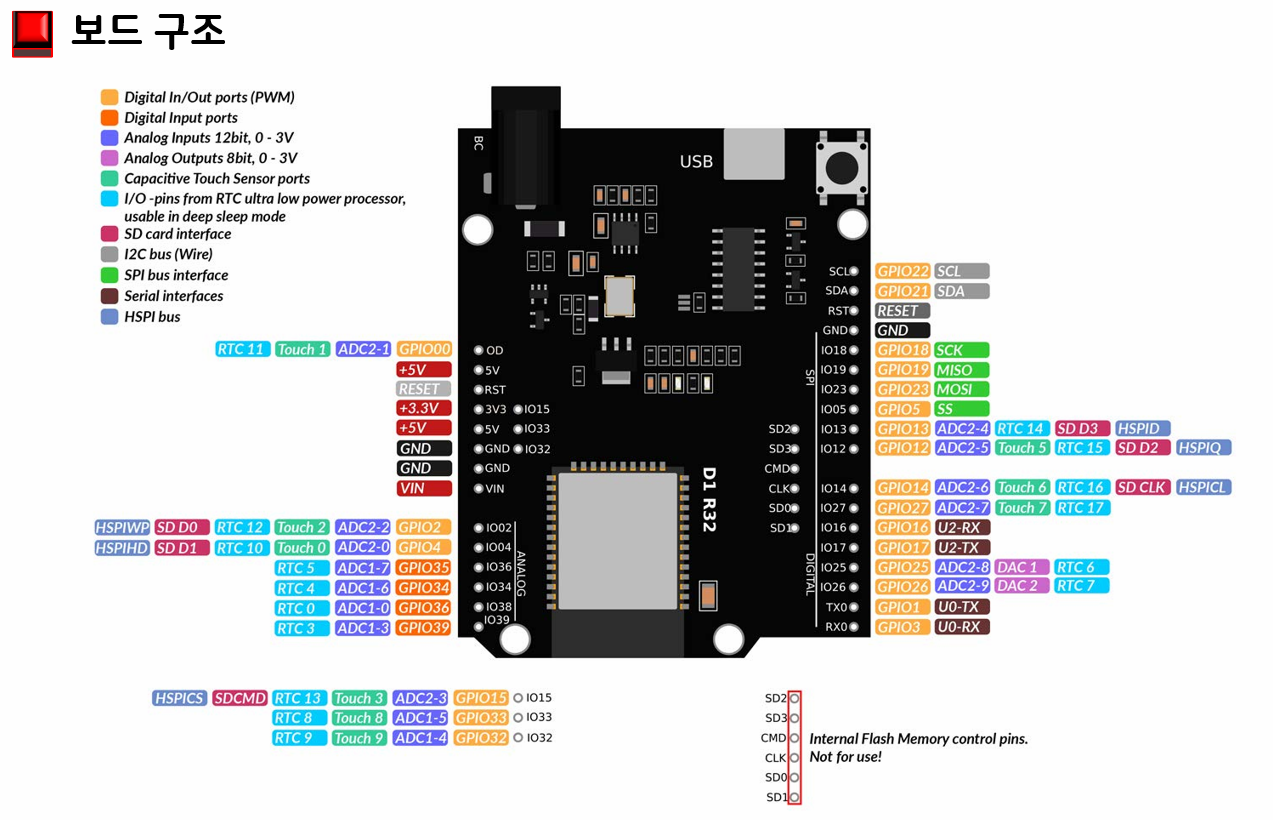 보드 구조
Digital In/Out ports (PWM)
Digital Input ports
Analog Inputs 12bit, 0 - 3V
Analog Outputs 8bit, 0 - 3V
Capacitive Touch Sensor ports
I/O -pins from RTC ultra low power processor,
usable in deep sleep mode
SD card interface
I2C bus (Wire)
SPI bus interface
Serial interfaces
HSPI bus
RTC 11 Touch 1 ADC2-1 GPIO00
+5V
RESET
+3.3V
+5V
GND
GND
VIN
HSPIWP SD D0 RTC 12 Touch 2 ADC2-2 GPIO2
HSPIHD SD D1 RTC 10 Touch 0 ADC2-0 GPIO4
RTC 5 ADC1-7 GPIO35
RTC 4 ADC1-6 GPIO34
RTC 0 ADC1-0 GPIO36
RTC 3 ADC1-3 GPIO39
BC
USB
OD
5V
RST
3V3 IO15
5V IO33
GND IO32
GND
VIN
IO02
IO04
IO36
IO34
IO38
IO39
ANALOG
D1 R32
SD2
SD3
CMD
CLK
SD0
SD1
SPI
DIGITAL
SCL GPIO22 SCL
SDA GPIO21 SDA
RST RESET
GND GND
IO18 GPIO18 SCK
IO19 GPIO19 MISO
IO23 GPIO23 MOSI
IO05 GPIO5 SS
IO13 GPIO13 ADC2-4 RTC 14 SD D3 HSPID
IO12 GPIO12 ADC2-5 Touch 5 RTC 15 SD D2 HSPIQ
IO14 GPIO14 ADC2-6 Touch 6 RTC 16 SD CLK HSPICL
IO27 GPIO27 ADC2-7 Touch 7 RTC 17
IO16 GPIO16 U2-RX
IO17 GPIO17 U2-TX
IO25 GPIO25 ADC2-8 DAC 1 RTC 6
IO26 GPIO26 ADC2-9 DAC 2 RTC 7
TX0 GPIO1 U0-TX
RX0 GPIO3 U0-RX
HSPICS SDCMD RTC 13 Touch 3 ADC2-3 GPIO15 IO15
RTC 8 Touch 8 ADC1-5 GPIO33 IO33
RTC 9 Touch 9 ADC1-4 GPIO32 IO32
SD2
SD3
CMD
CLK
SD0
SD1
Internal Flash Memory control pins.
Not for use!